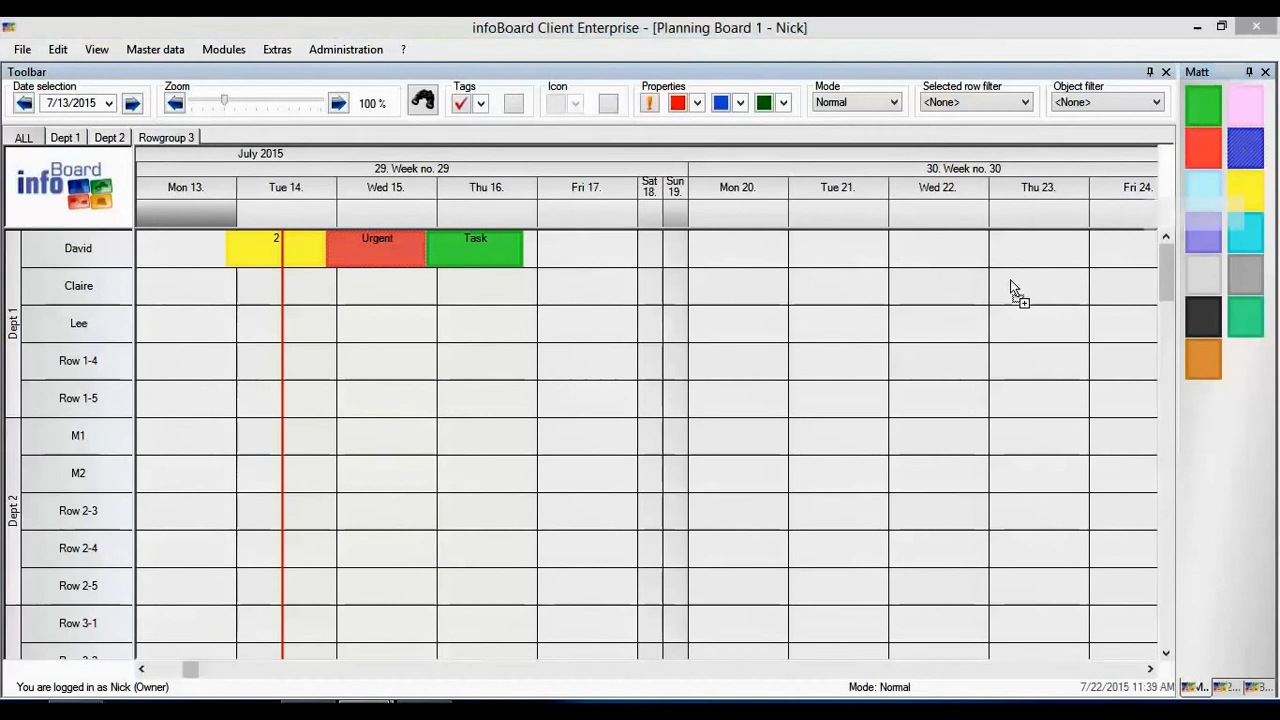 infoBoard Client Enterprise - [Planning Board 1 - Nick]
File Edit View Master data Modules Extras Administration ?
Toolbar
Matt
Date selection Zoom Tags Icon Properties Mode Selected row filter Object filter
7/13/2015 100 % Normal <None> <None>
ALL Dept 1 Dept 2 Rowgroup 3
info Board
July 2015
29. Week no. 29 30. Week no. 30
Mon 13. Tue 14. Wed 15. Thu 16. Fri 17. Sat 18. Sun 19. Mon 20. Tue 21. Wed 22. Thu 23. Fri 24.
Dept 1
David 2 Urgent Task
Claire
Lee
Row 1-4
Row 1-5
Dept 2
M1
M2
Row 2-3
Row 2-4
Row 2-5
Row 3-1
You are logged in as Nick (Owner) Mode: Normal 7/22/2015 11:39 AM M... 2... B...